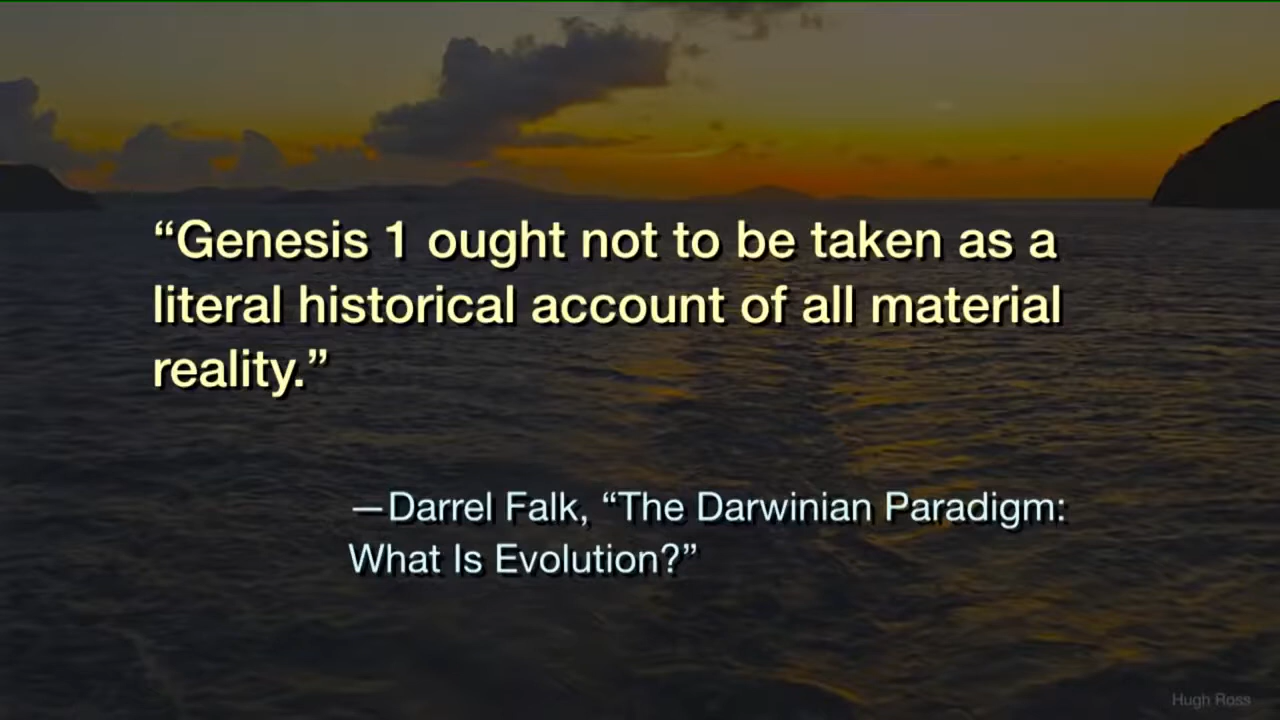 “Genesis 1 ought not to be taken as a
literal historical account of all material
reality.”
—Darrel Falk, “The Darwinian Paradigm:
What Is Evolution?”
Hugh Ross